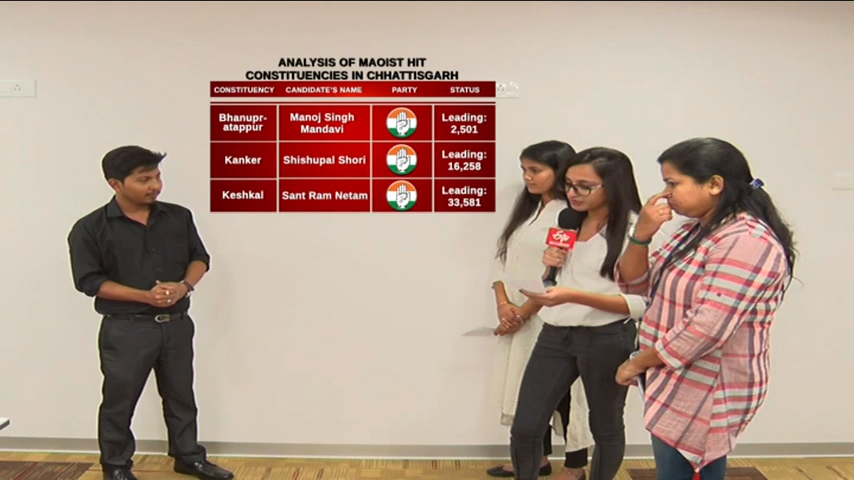 ANALYSIS OF MAOIST HIT
CONSTITUENCIES IN CHHATTISGARH
CONSTITUENCY CANDIDATE'S NAME PARTY STATUS
Bhanupr-
atappur
Manoj Singh
Mandavi
Leading:
2,501
Kanker
Shishupal Shori
Leading:
16,258
Keshkal
Sant Ram Netam
Leading:
33,581